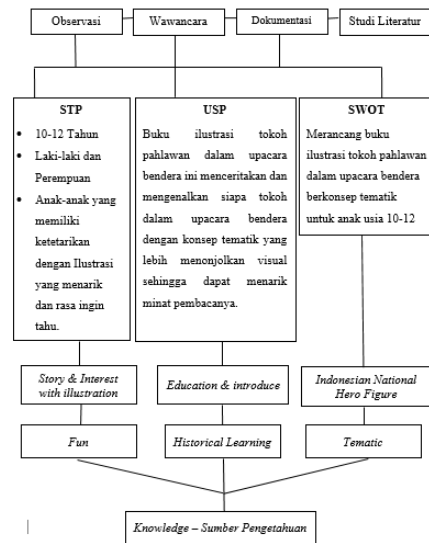 Observasi
Wawancara
Dokumentasi
Studi Literatur
STP
• 10-12 Tahun
• Laki-laki dan
Perempuan
• Anak-anak yang
memiliki
ketetarikan
dengan Ilustrasi
yang menarik
dan rasa ingin
tahu.
USP
Buku ilustrasi tokoh
pahlawan dalam upacara
bendera ini menceritakan dan
mengenalkan siapa tokoh
dalam upacara bendera
dengan konsep tematik yang
lebih menonjolkan visual
sehingga dapat menarik
minat pembacanya.
SWOT
Merancang buku
ilustrasi tokoh pahlawan
dalam upacara bendera
berkonsep tematik
untuk anak usia 10-12
Story & Interest
with illustration
Education & introduce
Indonesian National
Hero Figure
Fun
Historical Learning
Tematic
Knowledge – Sumber Pengetahuan